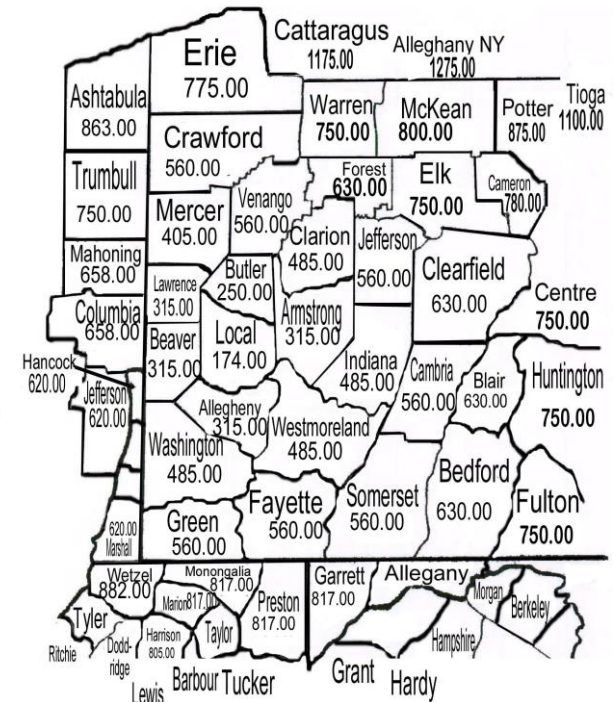 Cattaragus
1175.00
Alleghany NY
1275.00
Erie
775.00
Ashtabula
863.00
Warren
750.00
McKean
800.00
Potter
875.00
Tioga
1100.00
Crawford
560.00
Trumbull
750.00
Forest
630.00
Elk
750.00
Cameron
780.00
Venango
560.00
Mercer
405.00
Clarion
485.00
Jefferson
560.00
Mahoning
658.00
Butler
250.00
Clearfield
630.00
Lawrence
315.00
Centre
750.00
Columbia
658.00
Armstrong
315.00
Local
174.00
Beaver
315.00
Indiana
485.00
Hancock
620.00
Jefferson
620.00
Cambria
560.00
Blair
630.00
Huntington
750.00
Allegheny
315.00
Westmoreland
485.00
Washington
485.00
Bedford
630.00
Somerset
560.00
Fayette
560.00
Fulton
750.00
Green
560.00
620.00
Marshall
Wetzel
882.00
Monongalia
817.00
Garrett
817.00
Allegany
Marion
817.00
Preston
817.00
Morgan
Berkeley
Tyler
Harrison
805.00
Taylor
Hampshire
Ritchie
Dodd-
ridge
Lewis
Barbour
Tucker
Grant
Hardy